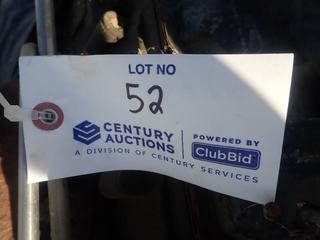 LOT NO
52
CENTURY AUCTIONS
A DIVISION OF CENTURY SERVICES
POWERED BY
ClubBid